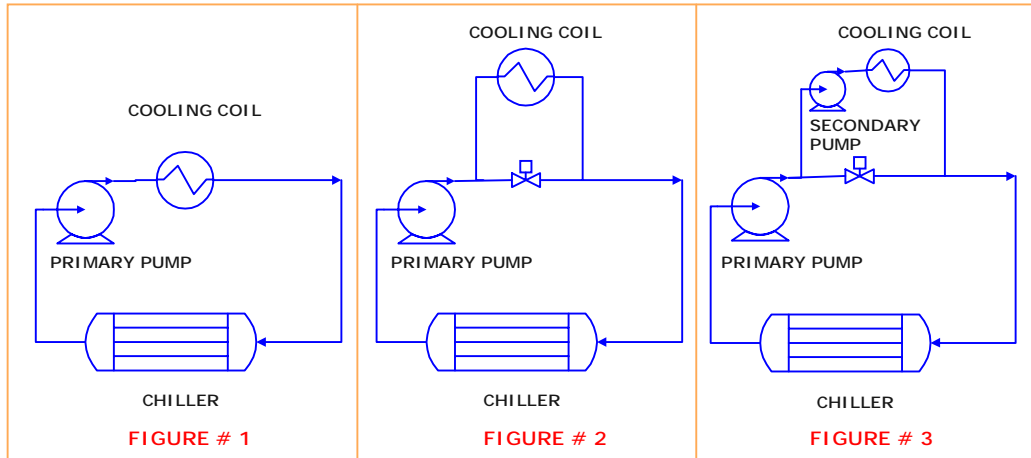 COOLING COIL
PRIMARY PUMP
CHILLER
FIGURE # 1
COOLING COIL
PRIMARY PUMP
CHILLER
FIGURE # 2
COOLING COIL
SECONDARY
PUMP
PRIMARY PUMP
CHILLER
FIGURE # 3